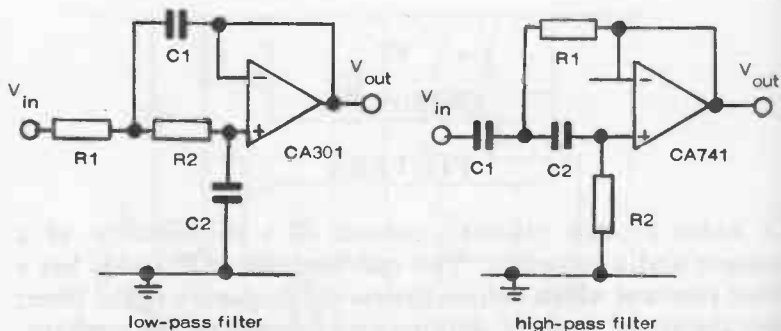 C1
V out
V in
−
+
R1
R2
CA301
C2
low-pass filter
R1
V out
V in
−
+
C1
C2
CA741
R2
high-pass filter